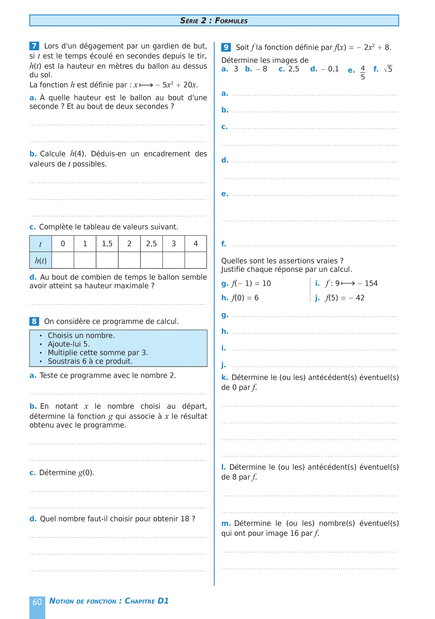 SÉRIE 2 : FORMULES
7 Lors d'un dégagement par un gardien de but,
si t est le temps écoulé en secondes depuis le tir,
h(t) est la hauteur en mètres du ballon au dessus
du sol.
La fonction h est définie par : x ⟼ − 5x² + 20x.
a. À quelle hauteur est le ballon au bout d'une
seconde ? Et au bout de deux secondes ?
b. Calcule h(4). Déduis-en un encadrement des
valeurs de t possibles.
c. Complète le tableau de valeurs suivant.
t 0 1 1,5 2 2,5 3 4
h(t)
d. Au bout de combien de temps le ballon semble
avoir atteint sa hauteur maximale ?
8 On considère ce programme de calcul.
• Choisis un nombre.
• Ajoute-lui 5.
• Multiplie cette somme par 3.
• Soustrais 6 à ce produit.
a. Teste ce programme avec le nombre 2.
b. En notant x le nombre choisi au départ,
détermine la fonction g qui associe à x le résultat
obtenu avec le programme.
c. Détermine g(0).
d. Quel nombre faut-il choisir pour obtenir 18 ?
9 Soit f la fonction définie par f(x) = − 2x² + 8.
Détermine les images de
a. 3 b. − 8 c. 2,5 d. − 0,1 e. 4/5 f. √5
a.
b.
c.
d.
e.
f.
Quelles sont les assertions vraies ?
Justifie chaque réponse par un calcul.
g. f(− 1) = 10 i. f : 9 ⟼ − 154
h. f(0) = 6 j. f(5) = − 42
g.
h.
i.
j.
k. Détermine le (ou les) antécédent(s) éventuel(s)
de 0 par f.
l. Détermine le (ou les) antécédent(s) éventuel(s)
de 8 par f.
m. Détermine le (ou les) nombre(s) éventuel(s)
qui ont pour image 16 par f.
60 NOTION DE FONCTION : CHAPITRE D1